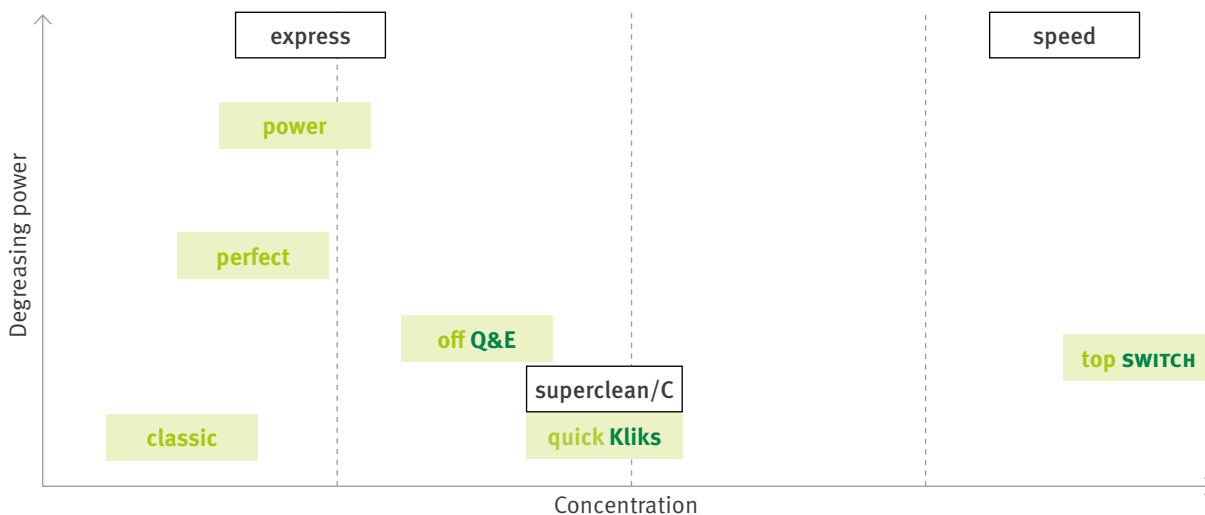 express
speed
power
perfect
off Q&E
top SWITCH
superclean/C
classic
quick Kliks
Degreasing power
Concentration